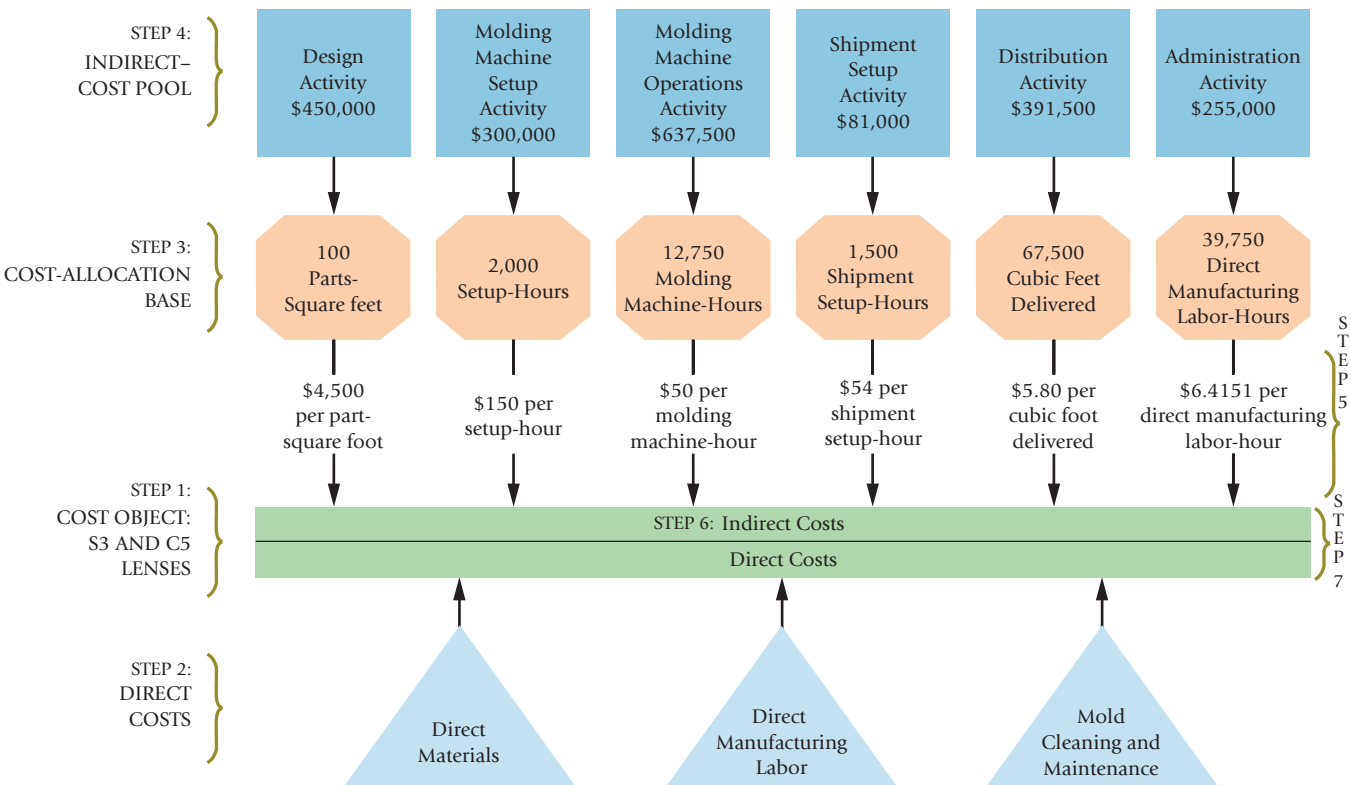 STEP 4:
INDIRECT–
COST POOL
Design
Activity
$450,000
Molding
Machine
Setup
Activity
$300,000
Molding
Machine
Operations
Activity
$637,500
Shipment
Setup
Activity
$81,000
Distribution
Activity
$391,500
Administration
Activity
$255,000
STEP 3:
COST-ALLOCATION
BASE
100
Parts-
Square feet
2,000
Setup-Hours
12,750
Molding
Machine-Hours
1,500
Shipment
Setup-Hours
67,500
Cubic Feet
Delivered
39,750
Direct
Manufacturing
Labor-Hours
$4,500
per part-
square foot
$150 per
setup-hour
$50 per
molding
machine-hour
$54 per
shipment
setup-hour
$5.80 per
cubic foot
delivered
$6.4151 per
direct manufacturing
labor-hour
STEP 5
STEP 1:
COST OBJECT:
S3 AND C5
LENSES
STEP 6: Indirect Costs
Direct Costs
STEP 7
STEP 2:
DIRECT
COSTS
Direct
Materials
Direct
Manufacturing
Labor
Mold
Cleaning and
Maintenance